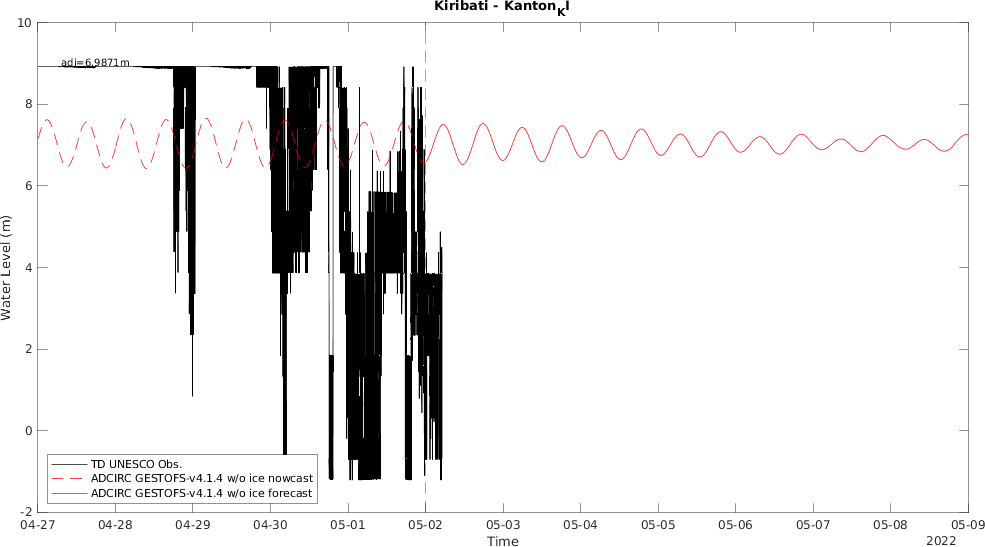 Kiribati - Kanton_KI
10
8
6
4
2
0
-2
Water Level (m)
adj=6.9871m
TD UNESCO Obs.
ADCIRC GESTOFS-v4.1.4 w/o ice nowcast
ADCIRC GESTOFS-v4.1.4 w/o ice forecast
04-27 04-28 04-29 04-30 05-01 05-02 05-03 05-04 05-05 05-06 05-07 05-08 05-09
Time
2022